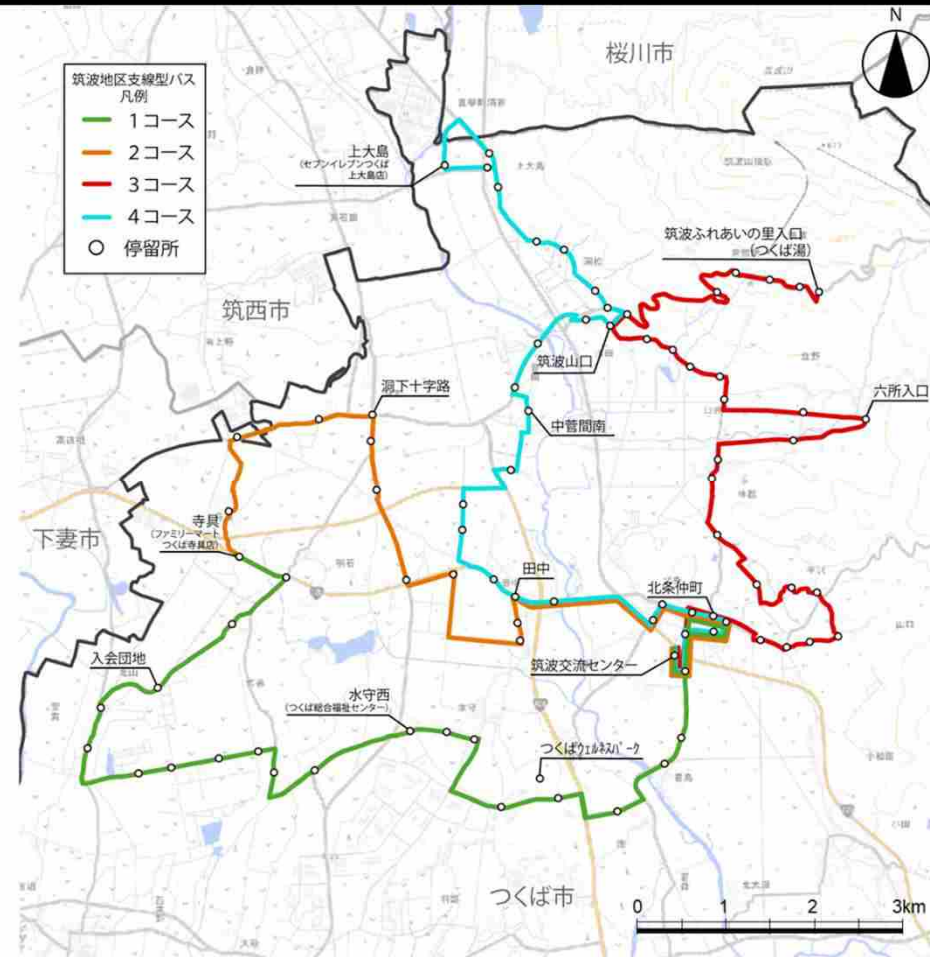 N
桜川市
筑波地区支線型バス
凡例
1コース
2コース
3コース
4コース
停留所
上大島
(セブンイレブンつくば
上大島店)
上大島
筑波ふれあいの里入口
(つくば湯)
筑西市
筑波山口
洞下十字路
六所入口
中菅間南
下妻市
寺具
(ファミリーマート
つくば寺具店)
明石
田中
北条仲町
入会団地
筑波交流センター
水守西
(つくば総合福祉センター)
つくばウェルネスパーク
つくば市
0 1 2 3km